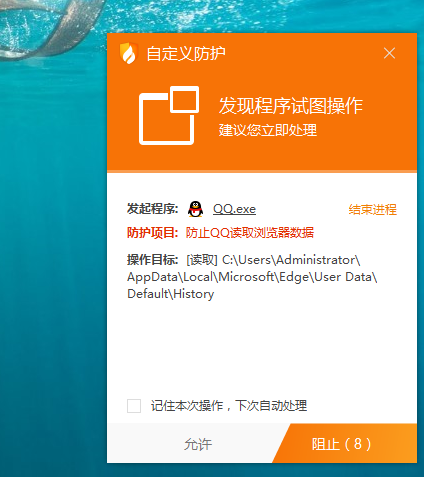 自定义防护
发现程序试图操作
建议您立即处理
发起程序: QQ.exe 结束进程
防护项目: 防止QQ读取浏览器数据
操作目标: [读取] C:\Users\Administrator\
AppData\Local\Microsoft\Edge\User Data\
Default\History
记住本次操作，下次自动处理
允许 阻止（8）